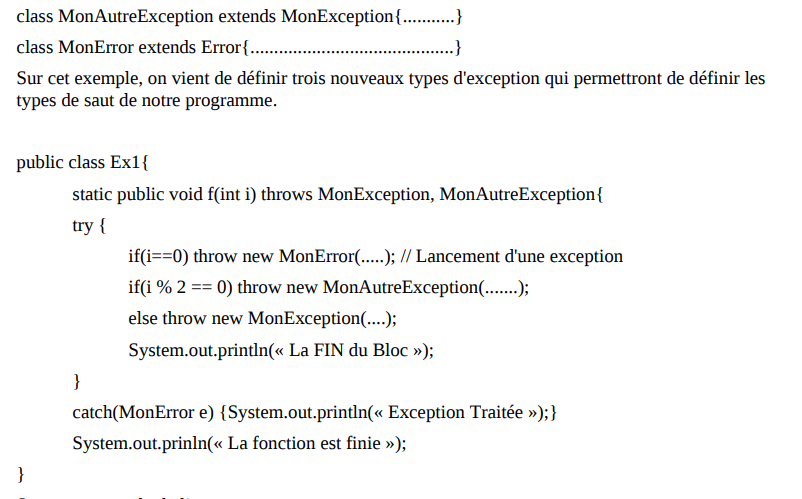 class MonAutreException extends MonException{...........}
class MonError extends Error{...........................................}
Sur cet exemple, on vient de définir trois nouveaux types d'exception qui permettront de définir les
types de saut de notre programme.
public class Ex1{
static public void f(int i) throws MonException, MonAutreException{
try {
if(i==0) throw new MonError(.....); // Lancement d'une exception
if(i % 2 == 0) throw new MonAutreException(.......);
else throw new MonException(....);
System.out.println(« La FIN du Bloc »);
}
catch(MonError e) {System.out.println(« Exception Traitée »);}
System.out.prinln(« La fonction est finie »);
}